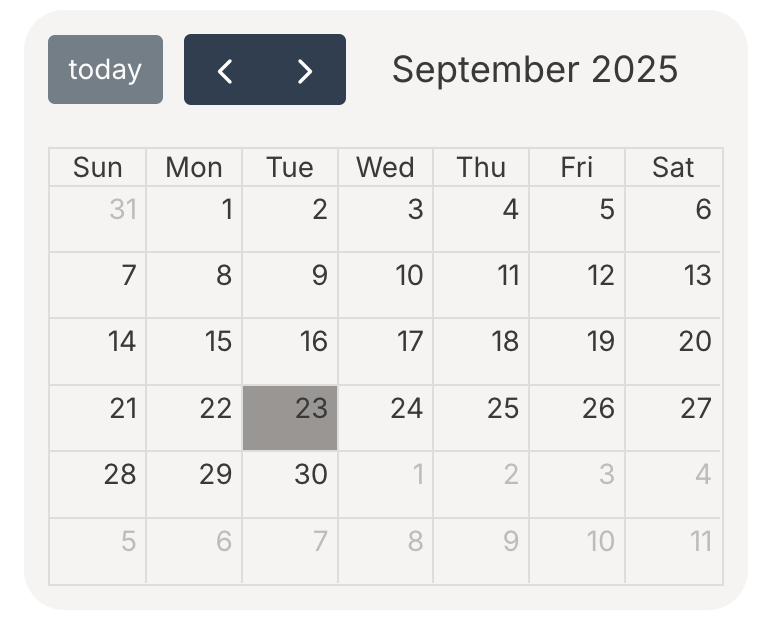 today < > September 2025
Sun Mon Tue Wed Thu Fri Sat
31 1 2 3 4 5 6
7 8 9 10 11 12 13
14 15 16 17 18 19 20
21 22 23 24 25 26 27
28 29 30 1 2 3 4
5 6 7 8 9 10 11